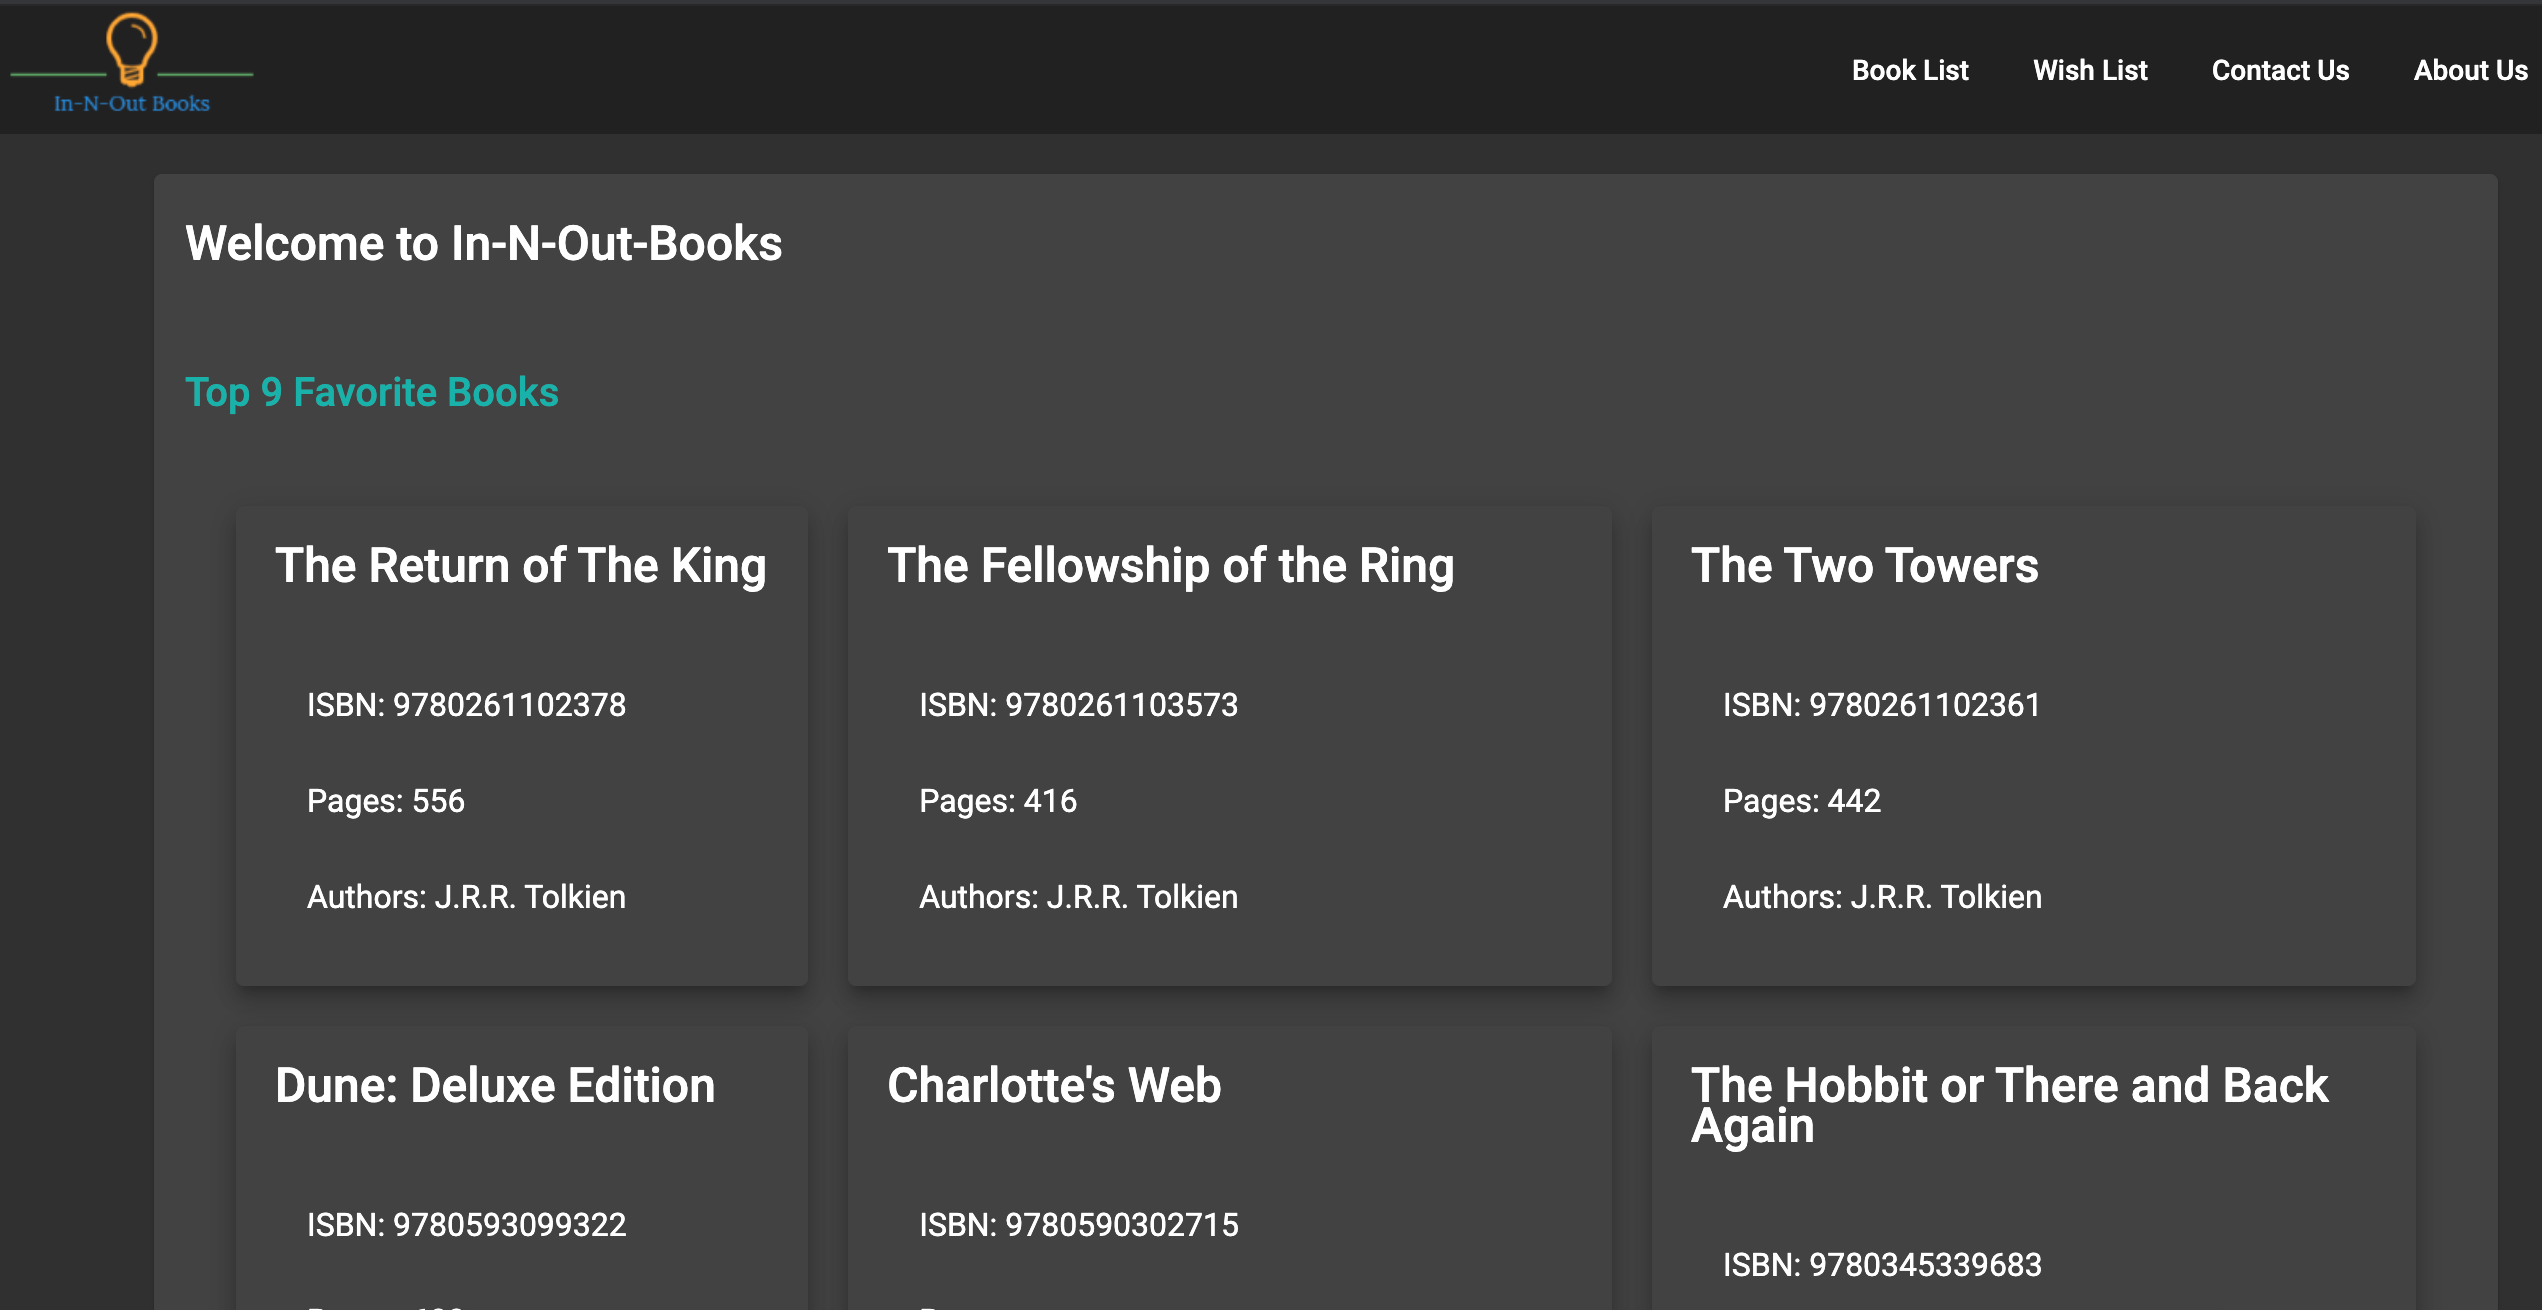 In-N-Out Books
Book List
Wish List
Contact Us
About Us
Welcome to In-N-Out-Books
Top 9 Favorite Books
The Return of The King
ISBN: 9780261102378
Pages: 556
Authors: J.R.R. Tolkien
The Fellowship of the Ring
ISBN: 9780261103573
Pages: 416
Authors: J.R.R. Tolkien
The Two Towers
ISBN: 9780261102361
Pages: 442
Authors: J.R.R. Tolkien
Dune: Deluxe Edition
ISBN: 9780593099322
Charlotte's Web
ISBN: 9780590302715
The Hobbit or There and Back
Again
ISBN: 9780345339683